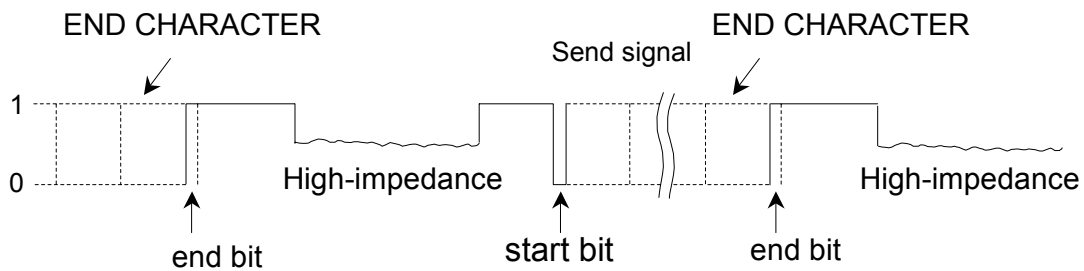 END CHARACTER
END CHARACTER
Send signal
1
0
High-impedance
High-impedance
end bit
start bit
end bit